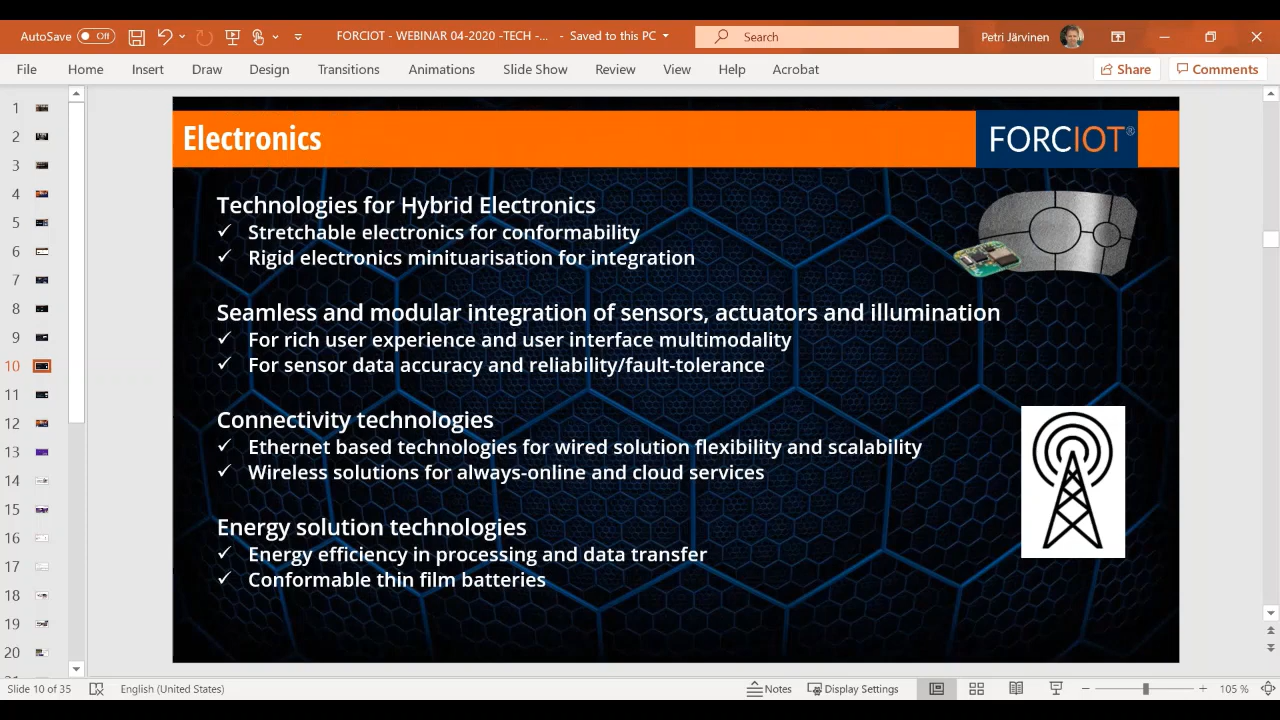 AutoSave Off FORCIOT - WEBINAR 04-2020 -TECH -... - Saved to this PC Search Petri Järvinen
File Home Insert Draw Design Transitions Animations Slide Show Review View Help Acrobat Share Comments
1
2
3
4
5
6
7
8
9
10
11
12
13
14
15
16
17
18
19
20
Electronics
FORCIOT®
Technologies for Hybrid Electronics
✓ Stretchable electronics for conformability
✓ Rigid electronics minituarisation for integration
Seamless and modular integration of sensors, actuators and illumination
✓ For rich user experience and user interface multimodality
✓ For sensor data accuracy and reliability/fault-tolerance
Connectivity technologies
✓ Ethernet based technologies for wired solution flexibility and scalability
✓ Wireless solutions for always-online and cloud services
Energy solution technologies
✓ Energy efficiency in processing and data transfer
✓ Conformable thin film batteries
Slide 10 of 35 English (United States) Notes Display Settings 105 %